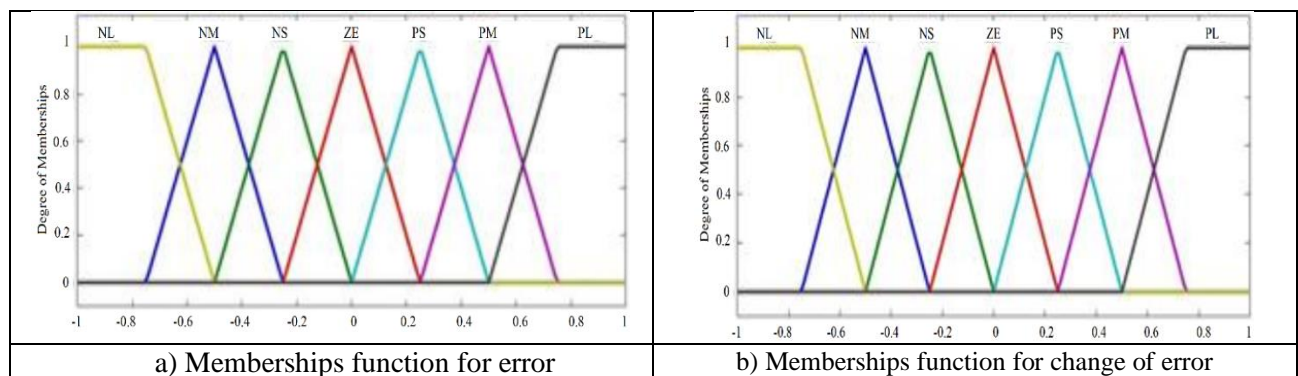 NL NM NS ZE PS PM PL
Degree of Memberships
1
0.8
0.6
0.4
0.2
0
-1 -0.8 -0.6 -0.4 -0.2 0 0.2 0.4 0.6 0.8 1
a) Memberships function for error
NL NM NS ZE PS PM PL
Degree of Memberships
1
0.8
0.6
0.4
0.2
0
-1 -0.8 -0.6 -0.4 -0.2 0 0.2 0.4 0.6 0.8 1
b) Memberships function for change of error